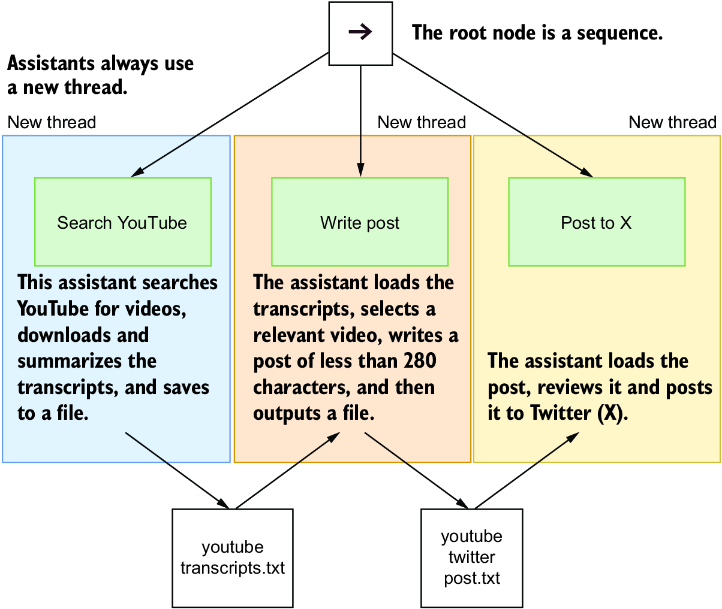 →
The root node is a sequence.
Assistants always use
a new thread.
New thread
New thread
New thread
Search YouTube
Write post
Post to X
This assistant searches
YouTube for videos,
downloads and
summarizes the
transcripts, and saves
to a file.
The assistant loads the
transcripts, selects a
relevant video, writes a
post of less than 280
characters, and then
outputs a file.
The assistant loads the
post, reviews it and posts
it to Twitter (X).
youtube
transcripts.txt
youtube
twitter
post.txt